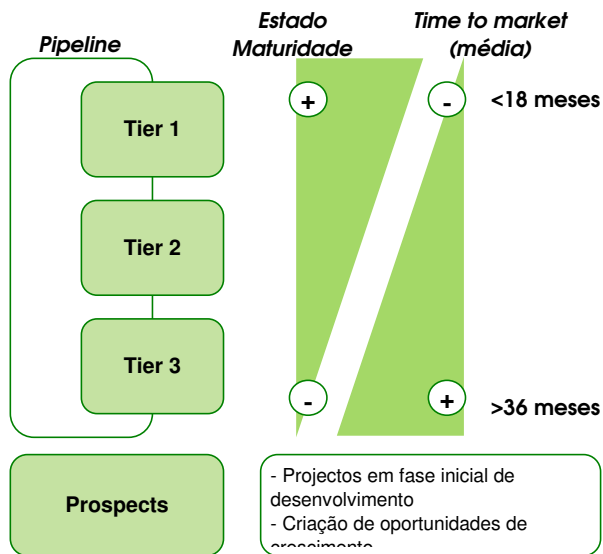 Pipeline
Estado
Maturidade
Time to market
(média)
Tier 1
+
-
<18 meses
Tier 2
Tier 3
-
+
>36 meses
Prospects
- Projectos em fase inicial de
desenvolvimento
- Criação de oportunidades de
crescimento